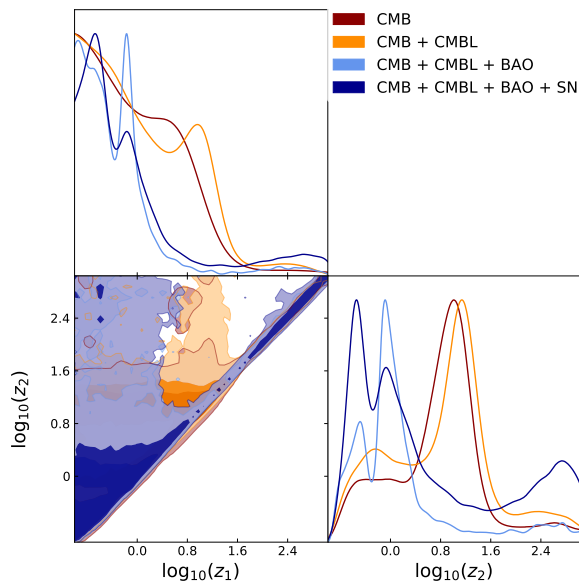 CMB
CMB + CMBL
CMB + CMBL + BAO
CMB + CMBL + BAO + SN
2.4
1.6
0.8
0
log₁₀(z₂)
0.0 0.8 1.6 2.4
0.0 0.8 1.6 2.4
log₁₀(z₁)
log₁₀(z₂)